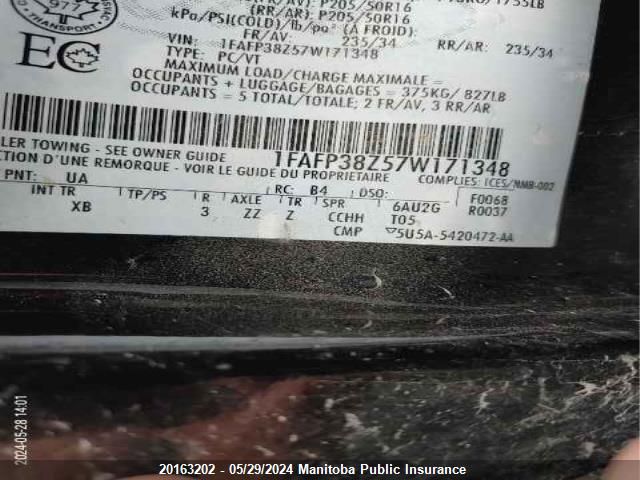 P205/50R16
(RR/AR): P205/50R16
kPa/PSI(COLD)/lb/po² (A FROID):
FR/AV: 235/34 RR/AR: 235/34
VIN: 1FAFP38Z57W171348
TYPE: PC/VT
MAXIMUM LOAD/CHARGE MAXIMALE =
OCCUPANTS + LUGGAGE/BAGAGES = 375KG/ 827LB
OCCUPANTS = 5 TOTAL/TOTALE; 2 FR/AV, 3 RR/AR
EC
TRANSPORT
977
LER TOWING - SEE OWNER GUIDE
1FAFP38Z57W171348
CTION D'UNE REMORQUE - VOIR LE GUIDE DU PROPRIETAIRE
COMPLIES: ICES/NMB-002
PNT: UA RC: B4 DSO: F0068
INT TR TP/PS R AXLE TR SPR 6AU2G R0037
XB 3 ZZ Z CCHH T05
CMP ▽5U5A-5420472-AA
2024-05-28 14:01
20163202 - 05/29/2024 Manitoba Public Insurance